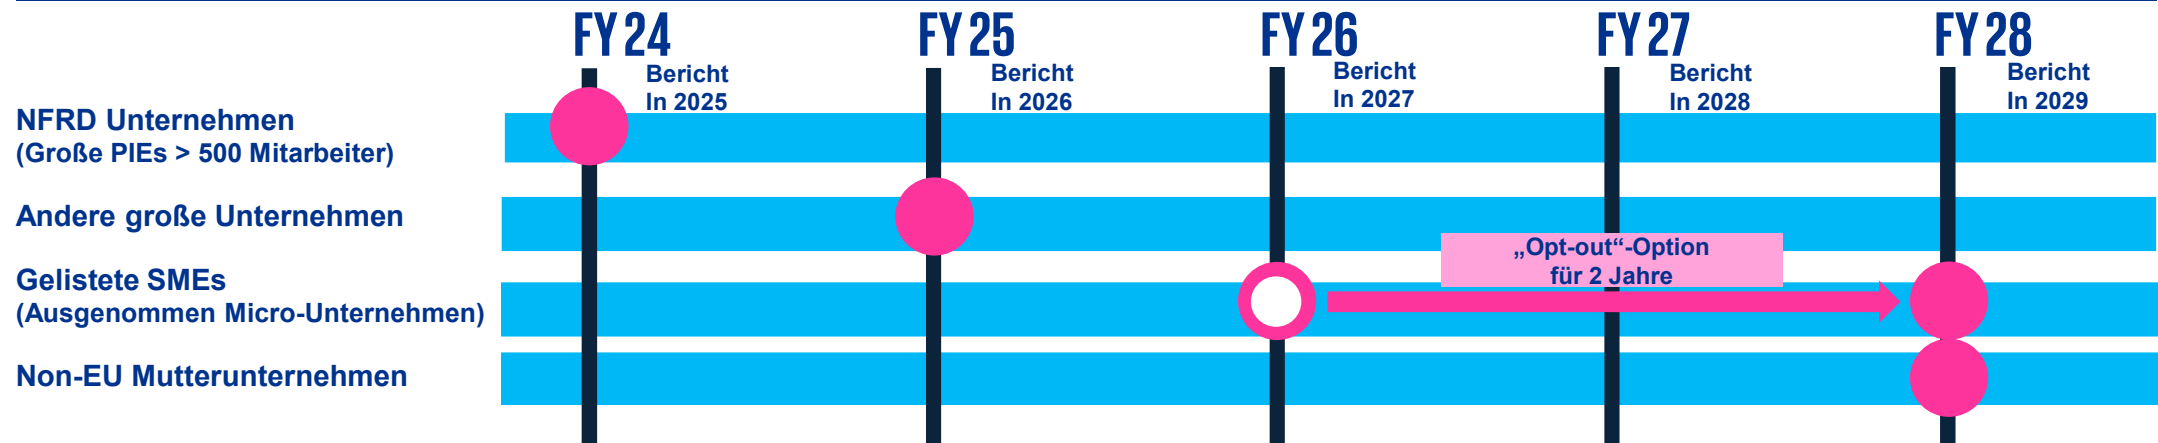 FY 24
FY 25
FY 26
FY 27
FY 28
Bericht
In 2025
Bericht
In 2026
Bericht
In 2027
Bericht
In 2028
Bericht
In 2029
NFRD Unternehmen
(Große PIEs > 500 Mitarbeiter)
Andere große Unternehmen
„Opt-out“-Option
für 2 Jahre
Gelistete SMEs
(Ausgenommen Micro-Unternehmen)
Non-EU Mutterunternehmen